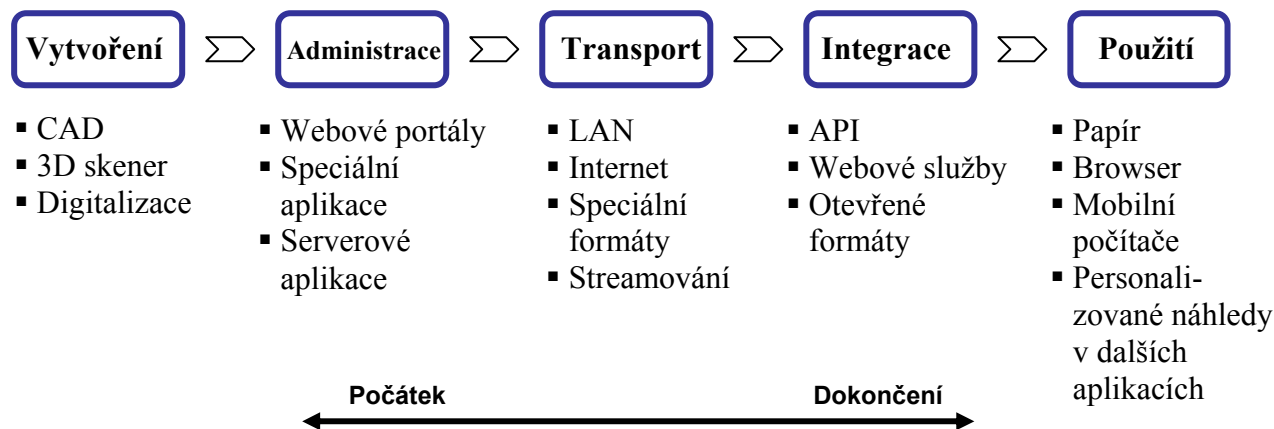 Vytvoření
Administrace
Transport
Integrace
Použití
▪ CAD
▪ 3D skener
▪ Digitalizace
▪ Webové portály
▪ Speciální
aplikace
▪ Serverové
aplikace
▪ LAN
▪ Internet
▪ Speciální
formáty
▪ Streamování
▪ API
▪ Webové služby
▪ Otevřené
formáty
▪ Papír
▪ Browser
▪ Mobilní
počítače
▪ Personali-
zované náhledy
v dalších
aplikacích
Počátek
Dokončení